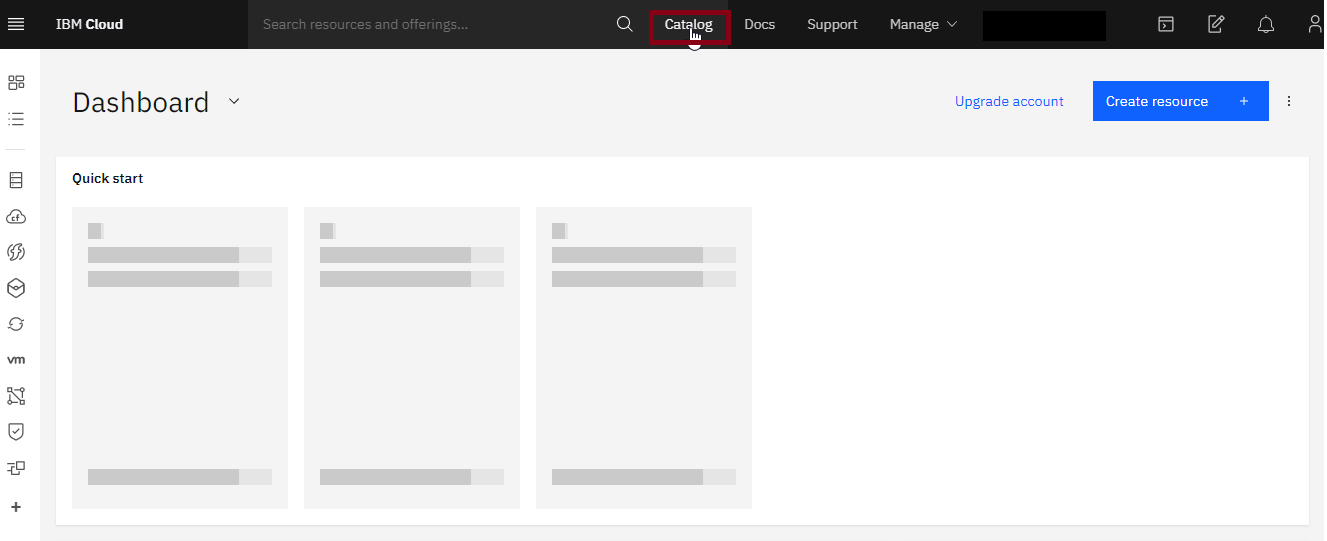 IBM Cloud
Search resources and offerings...
Catalog
Docs
Support
Manage
Dashboard
Upgrade account
Create resource +
Quick start
cf
vm